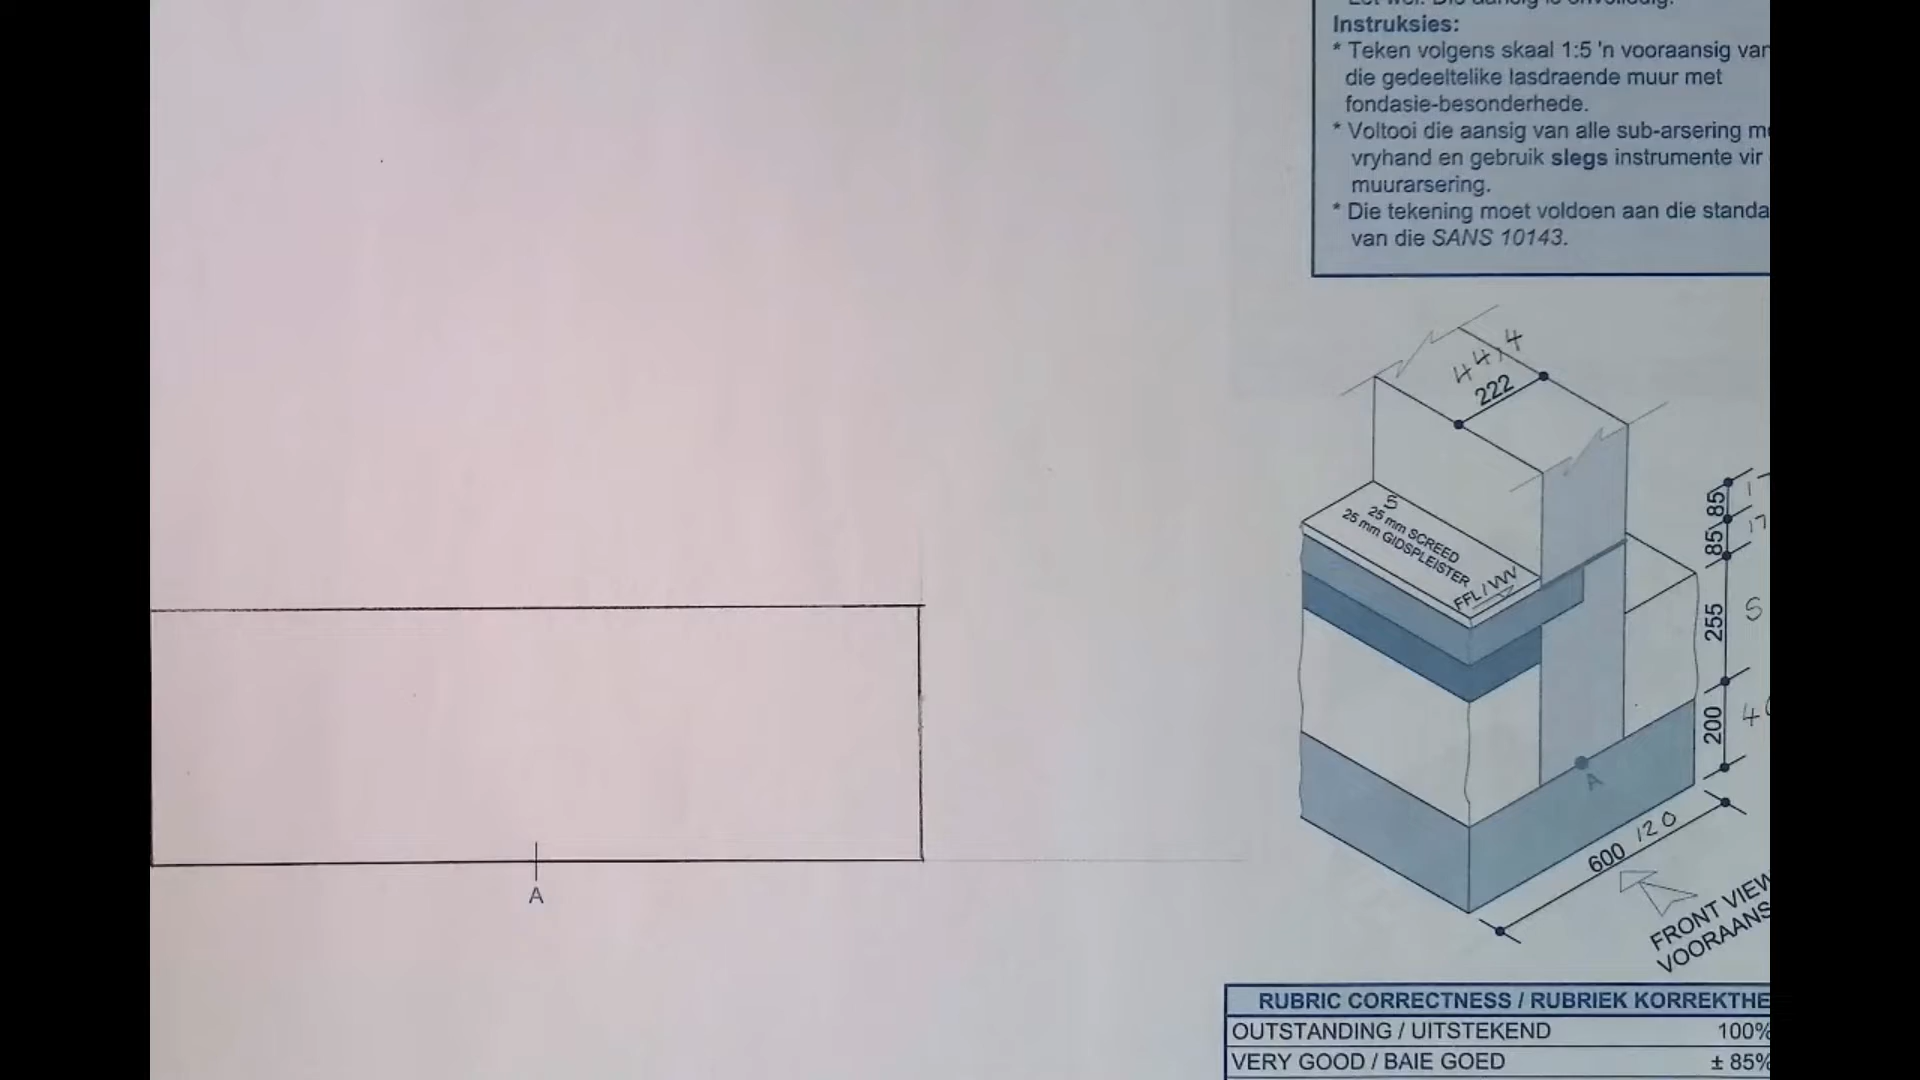 Instruksies:
* Teken volgens skaal 1:5 'n vooraansig van
die gedeeltelike lasdraende muur met
fondasie-besonderhede.
* Voltooi die aansig van alle sub-arsering
vryhand en gebruik slegs instrumente vir
muurarsering.
* Die tekening moet voldoen aan die
van die SANS 10143.
44,4
222
5
25 mm SCREED
25 mm GIDSPLEISTER
FFL / VVV
85
85
17
255
200
A
600 120
FRONT VIEW
A
RUBRIC CORRECTNESS / RUBRIEK
OUTSTANDING / UITSTEKEND 100%
VERY GOOD / BAIE GOED ± 85%